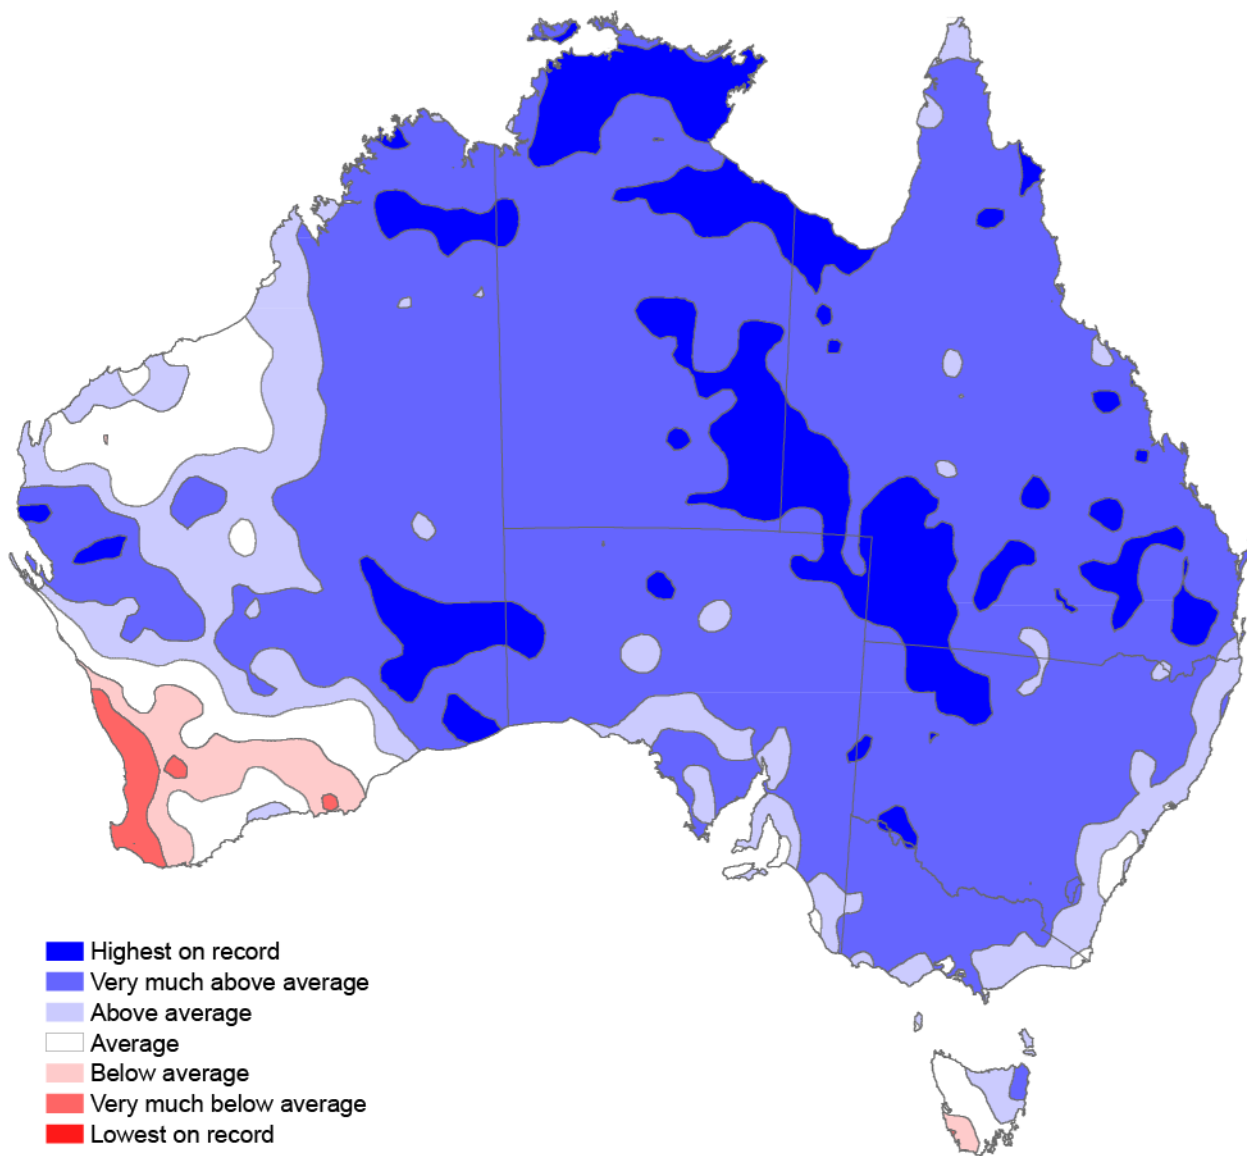 Highest on record
Very much above average
Above average
Average
Below average
Very much below average
Lowest on record